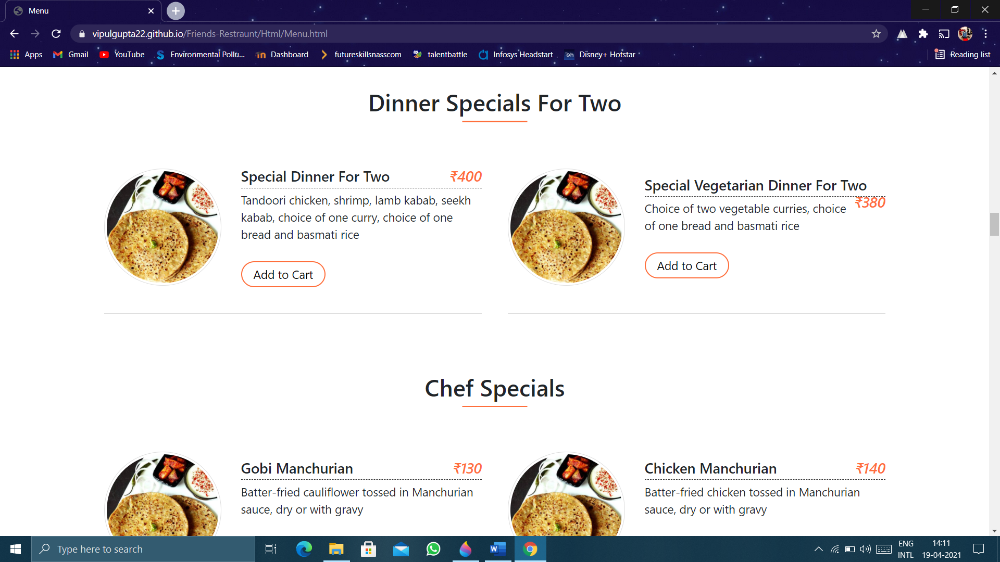 Menu
vipulgupta22.github.io/Friends-Restraunt/Html/Menu.html
Apps
Gmail
YouTube
Environmental Pollu...
Dashboard
futureskillsnasscom
talentbattle
Infosys Headstart
Disney+ Hotstar
Reading list
Dinner Specials For Two
Special Dinner For Two ₹400
Tandoori chicken, shrimp, lamb kabab, seekh
kabab, choice of one curry, choice of one
bread and basmati rice
Add to Cart
Special Vegetarian Dinner For Two
₹380
Choice of two vegetable curries, choice
of one bread and basmati rice
Add to Cart
Chef Specials
Gobi Manchurian ₹130
Batter-fried cauliflower tossed in Manchurian
sauce, dry or with gravy
Chicken Manchurian ₹140
Batter-fried chicken tossed in Manchurian
sauce, dry or with gravy
Type here to search
ENG
INTL
14:11
19-04-2021